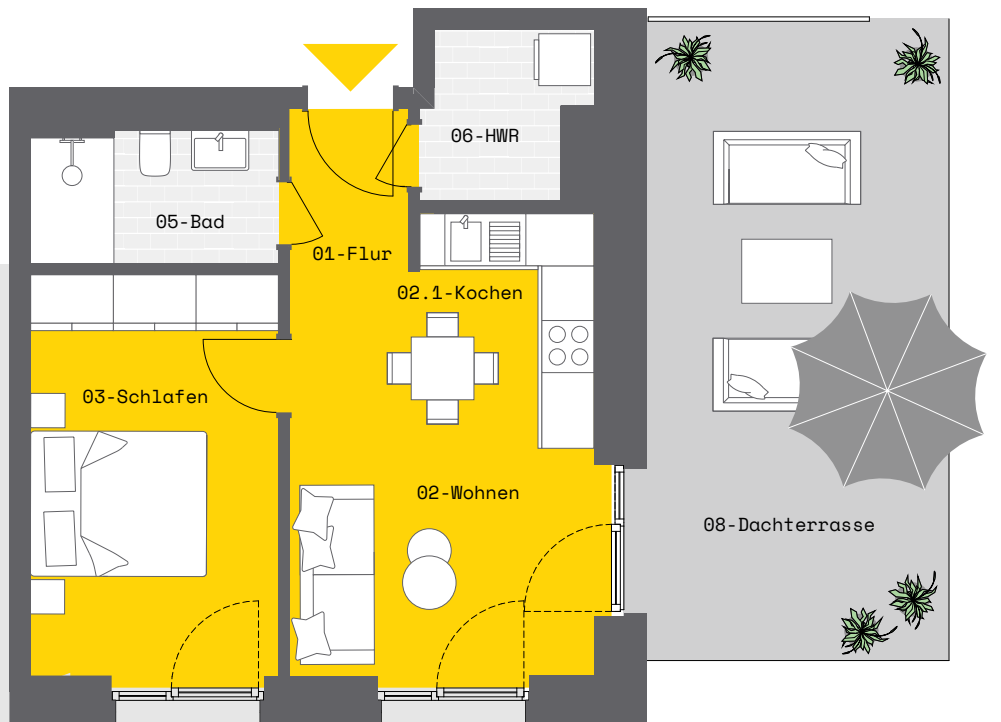 06-HWR
05-Bad
01-Flur
02.1-Kochen
03-Schlafen
02-Wohnen
08-Dachterrasse